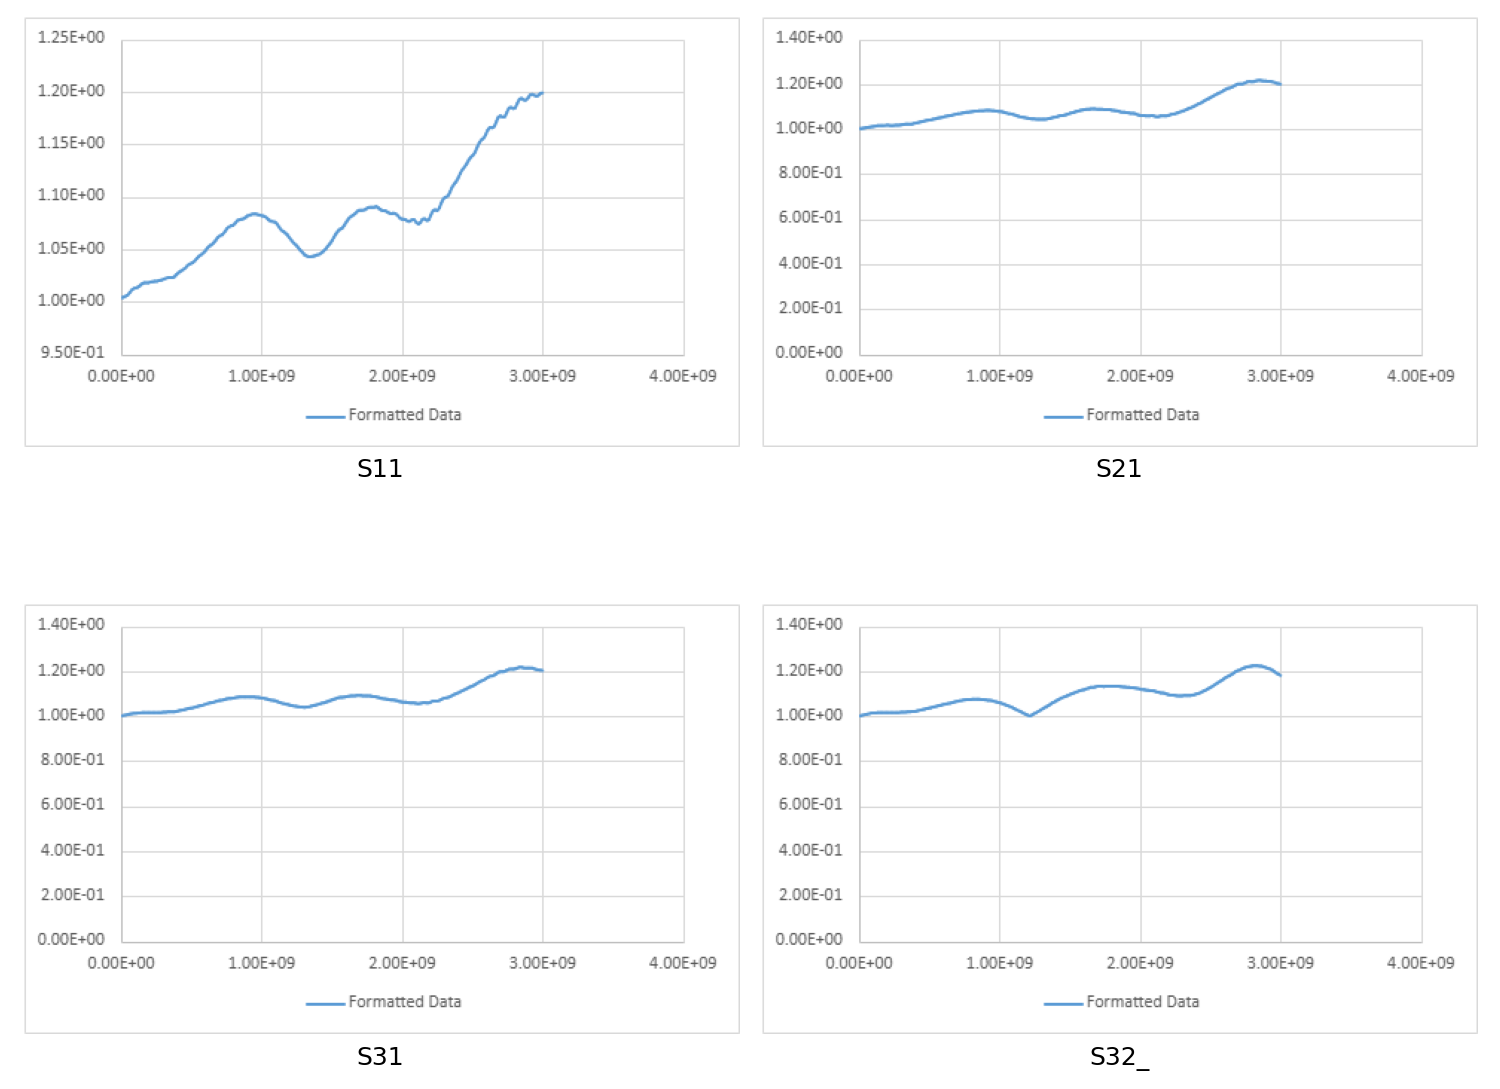 1.25E+00
1.20E+00
1.15E+00
1.10E+00
1.05E+00
1.00E+00
9.50E-01
0.00E+00 1.00E+09 2.00E+09 3.00E+09 4.00E+09
Formatted Data
S11
1.40E+00
1.20E+00
1.00E+00
8.00E-01
6.00E-01
4.00E-01
2.00E-01
0.00E+00
0.00E+00 1.00E+09 2.00E+09 3.00E+09 4.00E+09
Formatted Data
S21
1.40E+00
1.20E+00
1.00E+00
8.00E-01
6.00E-01
4.00E-01
2.00E-01
0.00E+00
0.00E+00 1.00E+09 2.00E+09 3.00E+09 4.00E+09
Formatted Data
S31
1.40E+00
1.20E+00
1.00E+00
8.00E-01
6.00E-01
4.00E-01
2.00E-01
0.00E+00
0.00E+00 1.00E+09 2.00E+09 3.00E+09 4.00E+09
Formatted Data
S32_